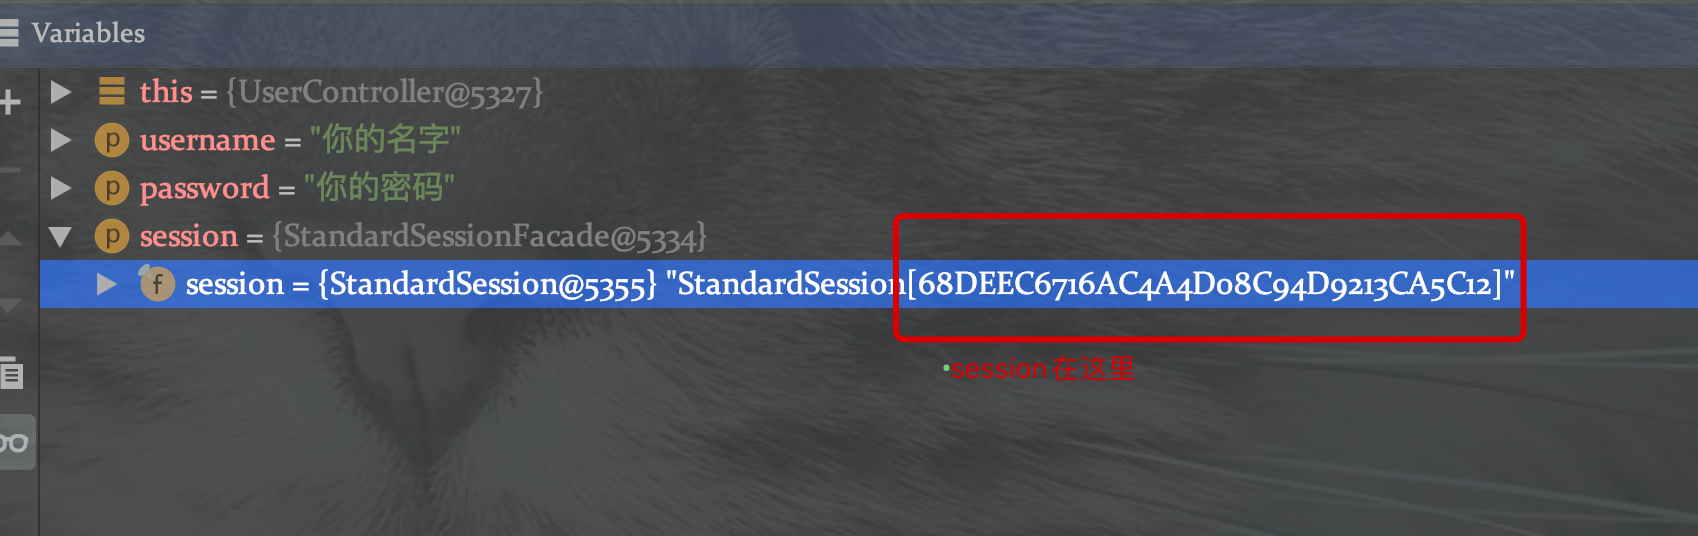 Variables
this = {UserController@5327}
username = "你的名字"
password = "你的密码"
session = {StandardSessionFacade@5334}
session = {StandardSession@5355} "StandardSession[68DEEC6716AC4A4D08C94D9213CA5C12]"
session在这里